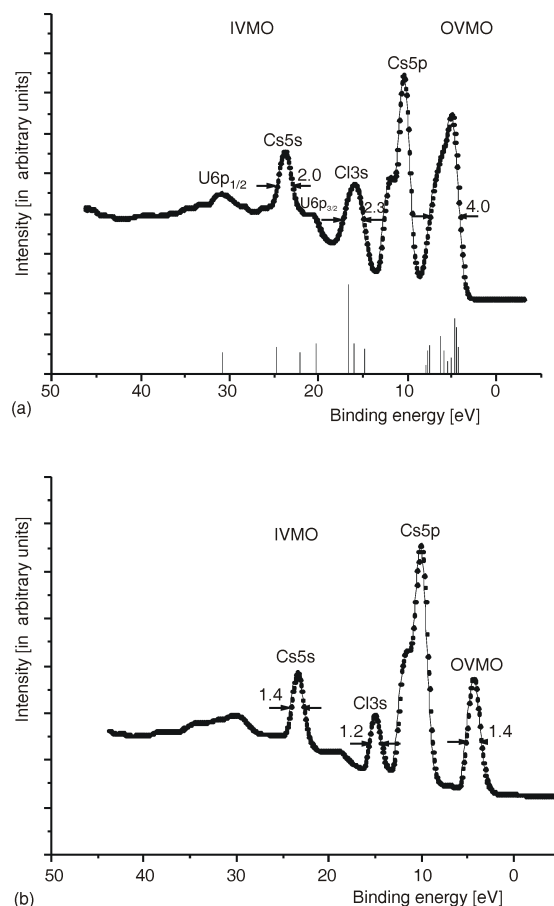 IVMO OVMO
Cs5p
Cs5s
2.0
Cl3s
U6p1/2
U6p3/2
2.3
4.0
Intensity [in arbitrary units]
50 40 30 20 10 0
(a)
Binding energy [eV]
Cs5p
IVMO
Cs5s
OVMO
1.4
Cl3s
1.2
1.4
Intensity [in arbitrary units]
50 40 30 20 10 0
(b)
Binding energy [eV]